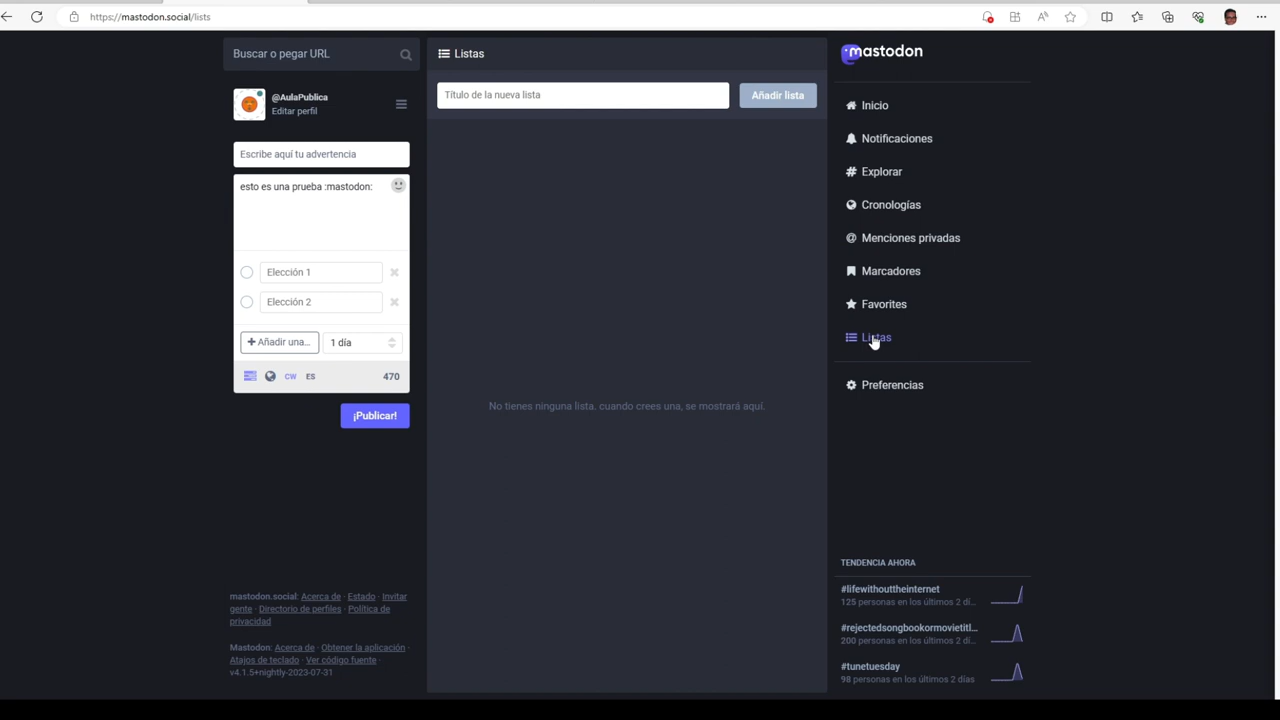 https://mastodon.social/lists
Buscar o pegar URL
@AulaPublica
Editar perfil
Escribe aquí tu advertencia
esto es una prueba :mastodon:
Elección 1
Elección 2
Añadir una...
1 día
CW
ES
470
¡Publicar!
mastodon.social: Acerca de · Estado · Invitar
gente · Directorio de perfiles · Política de
privacidad
Mastodon: Acerca de · Obtener la aplicación ·
Atajos de teclado · Ver código fuente ·
v4.1.5+nightly-2023-07-31
Listas
Título de la nueva lista
Añadir lista
No tienes ninguna lista. cuando crees una, se mostrará aquí.
mastodon
Inicio
Notificaciones
Explorar
Cronologías
Menciones privadas
Marcadores
Favorites
Listas
Preferencias
TENDENCIA AHORA
#lifewithouttheinternet
125 personas en los últimos 2 dí...
#rejectedsongbookormovietitl...
200 personas en los últimos 2 dí...
#tunetuesday
98 personas en los últimos 2 días